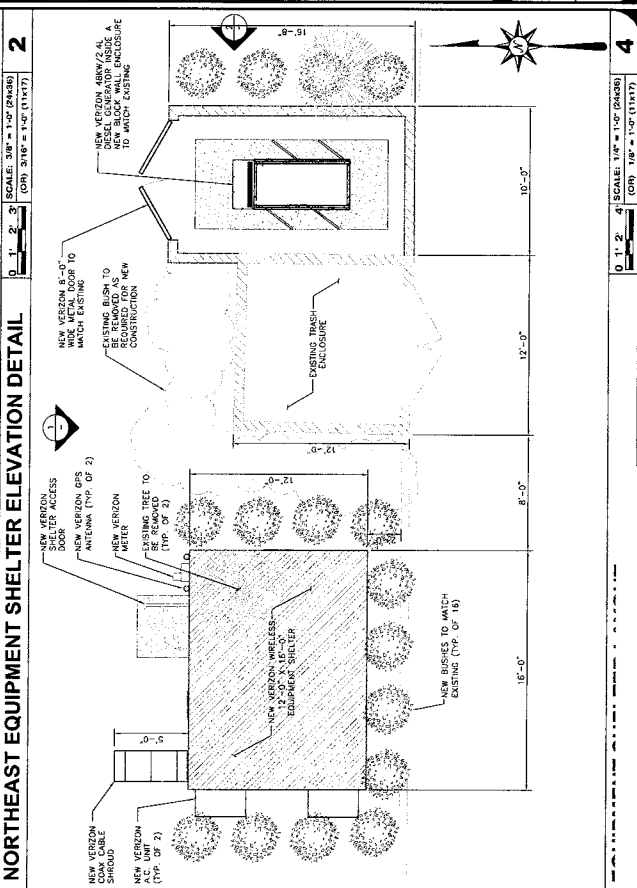 NORTHEAST EQUIPMENT SHELTER ELEVATION DETAIL
0 1' 2' 3'
SCALE: 3/8" = 1'-0" (24x36)
(OR) 3/16" = 1'-0" (11x17)
2
NEW VERIZON
COAX CABLE
SHROUD
NEW VERIZON
A.C. UNIT
(TYP. OF 2)
5'-0"
NEW VERIZON
SHELTER ACCESS
DOOR
NEW VERIZON GPS
ANTENNA (TYP. OF 2)
NEW VERIZON
METER
EXISTING TREE TO
BE REMOVED
(TYP. OF 2)
1
NEW VERIZON 8'-0"
WIDE METAL DOOR TO
MATCH EXISTING
EXISTING BUSH TO
BE REMOVED AS
REQUIRED FOR NEW
CONSTRUCTION
NEW VERIZON 48KW/2.4L
DIESEL GENERATOR INSIDE A
NEW BLOCK WALL ENCLOSURE
TO MATCH EXISTING
2
16'-8"
N
NEW VERIZON WIRELESS
12'-0" X 16'-0"
EQUIPMENT SHELTER
12'-0"
12'-0"
EXISTING TRASH
ENCLOSURE
NEW BUSHES TO MATCH
EXISTING (TYP. OF 16)
16'-0"
8'-0"
12'-0"
10'-0"
0 1' 2' 4'
SCALE: 1/4" = 1'-0" (24x36)
(OR) 1/8" = 1'-0" (11x17)
4